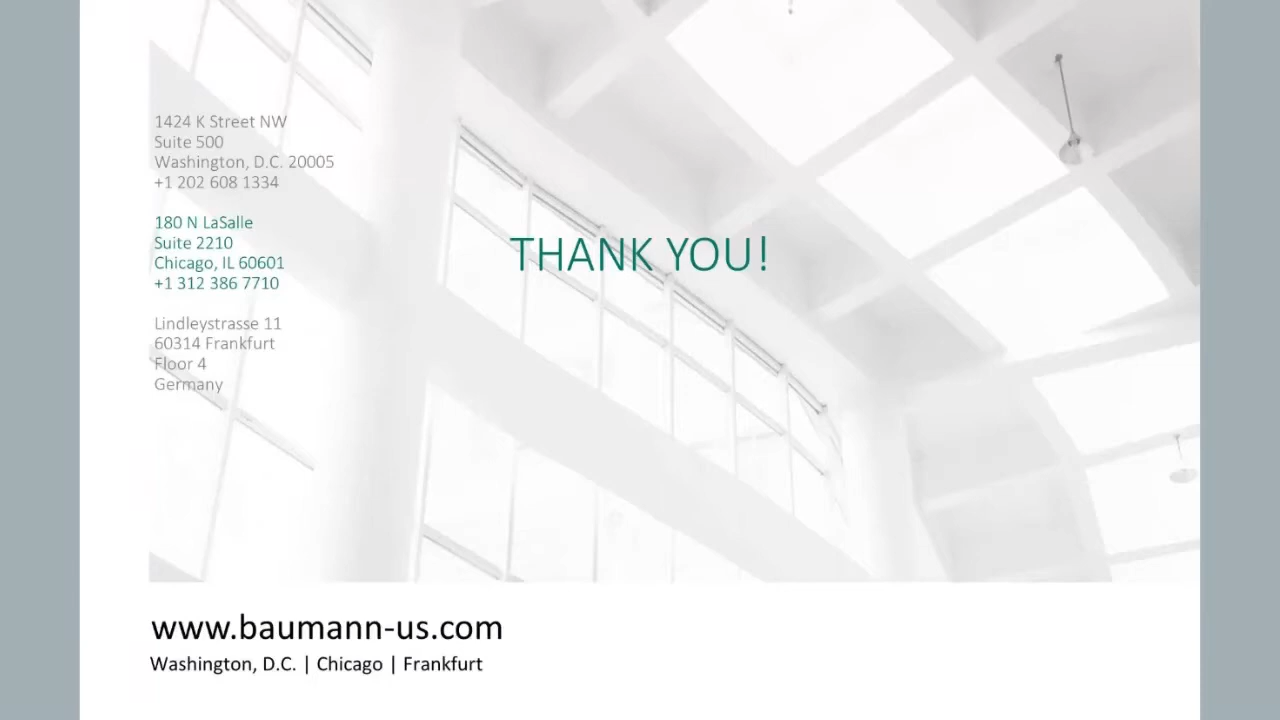 1424 K Street NW
Suite 500
Washington, D.C. 20005
+1 202 608 1334
180 N LaSalle
Suite 2210
Chicago, IL 60601
+1 312 386 7710
Lindleystrasse 11
60314 Frankfurt
Floor 4
Germany
THANK YOU!
www.baumann-us.com
Washington, D.C. | Chicago | Frankfurt